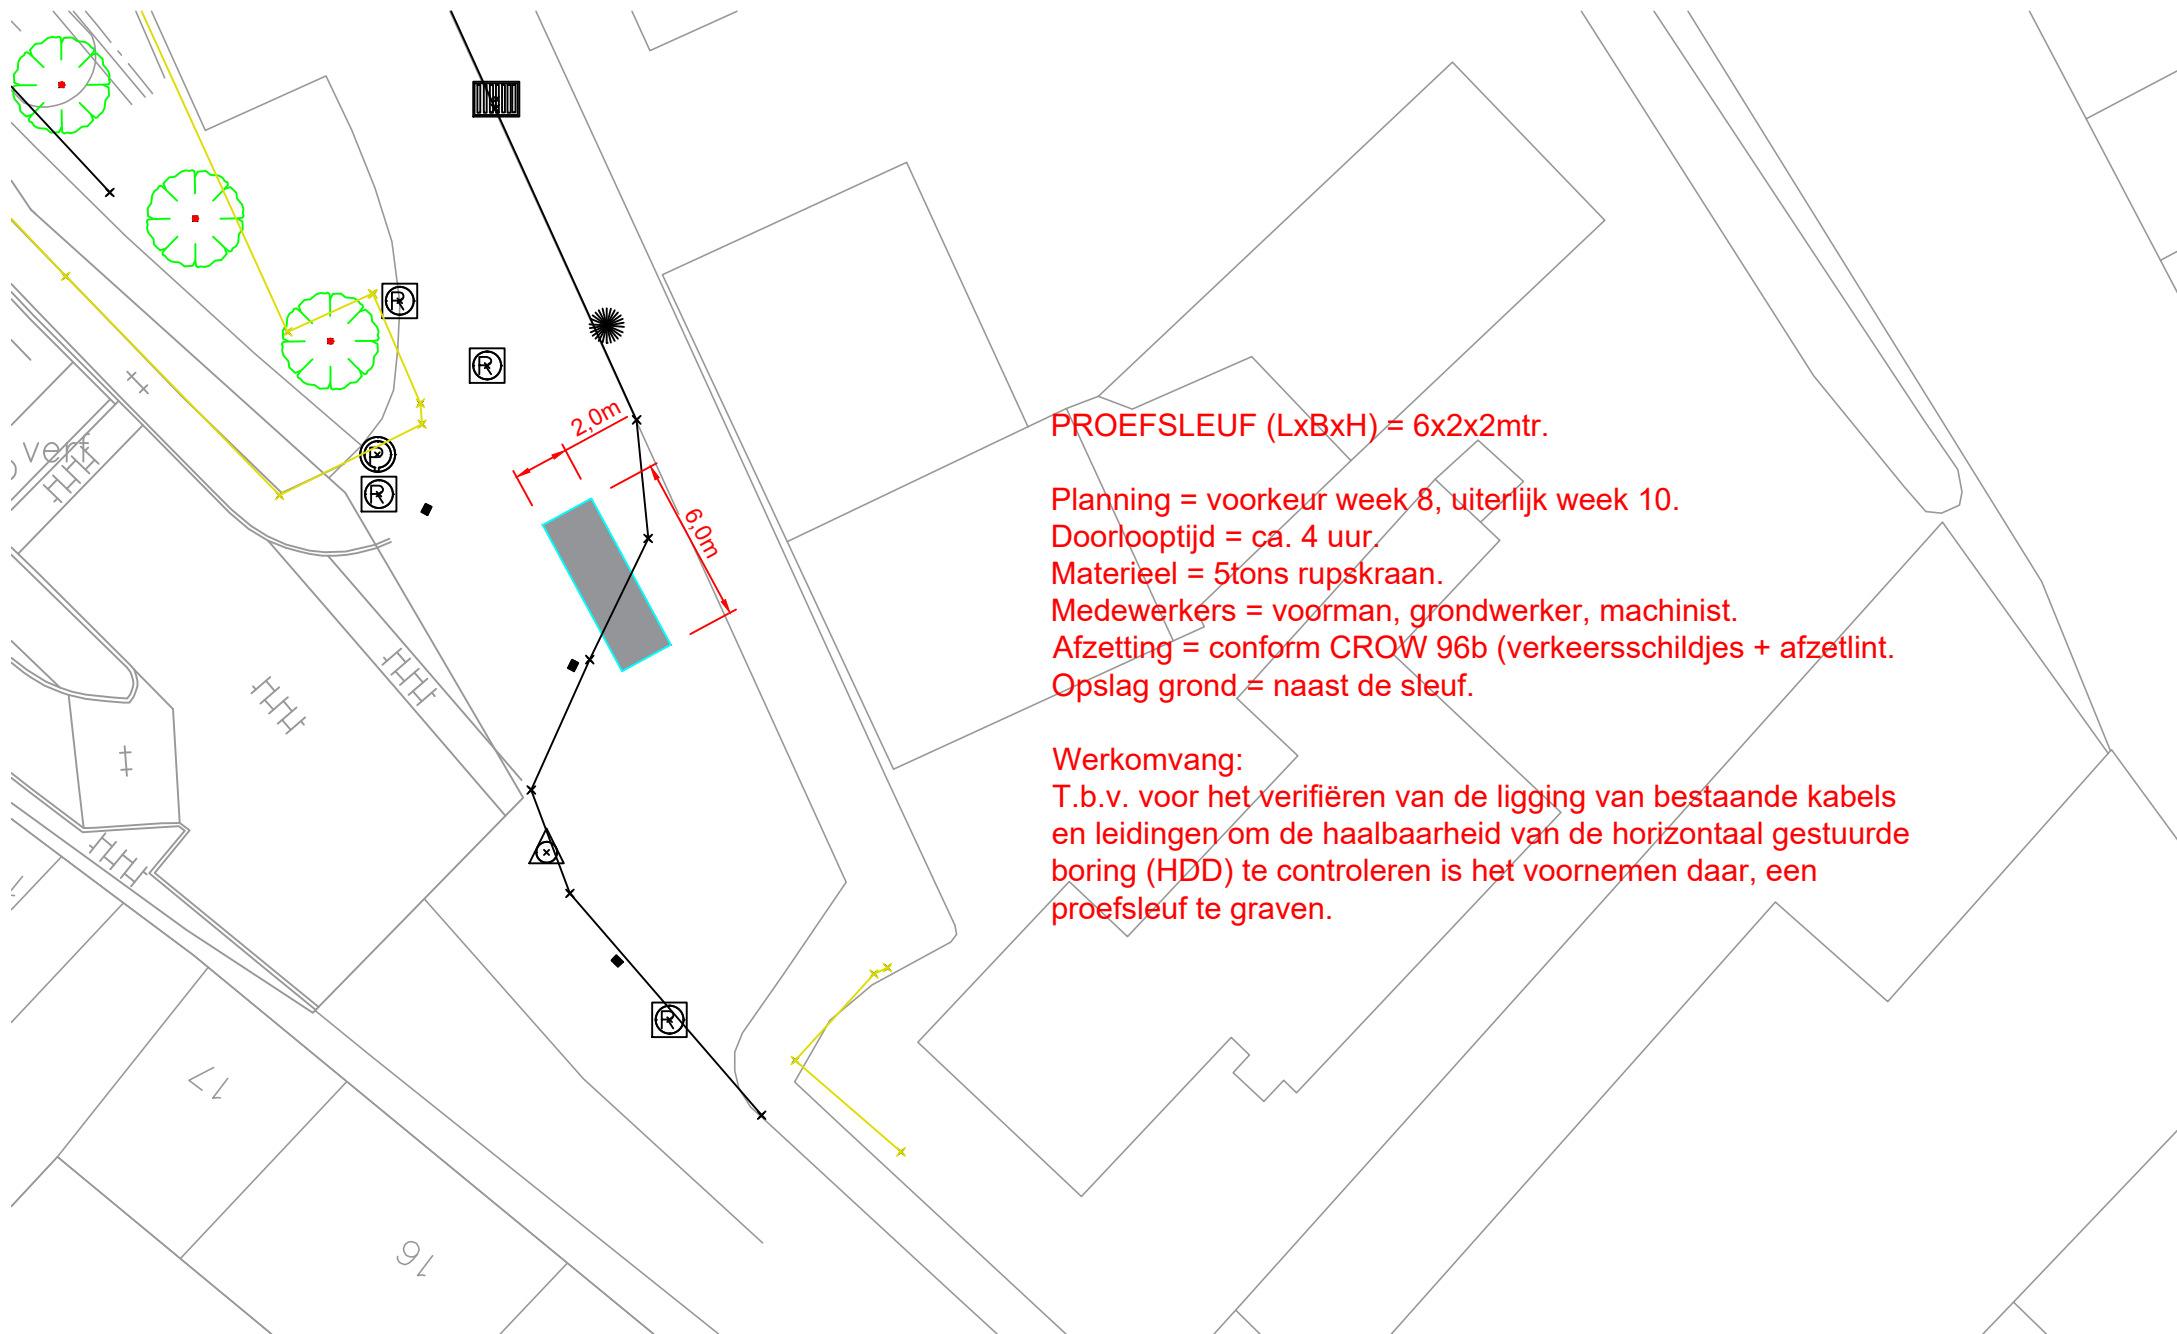 verf
R
R
P
R
2,0m
6,0m
PROEFSLEUF (LxBxH) = 6x2x2mtr.
Planning = voorkeur week 8, uiterlijk week 10.
Doorlooptijd = ca. 4 uur.
Materieel = 5tons rupskraan.
Medewerkers = voorman, grondwerker, machinist.
Afzetting = conform CROW 96b (verkeersschildjes + afzetlint.
Opslag grond = naast de sleuf.
Werkomvang:
T.b.v. voor het verifiëren van de ligging van bestaande kabels
en leidingen om de haalbaarheid van de horizontaal gestuurde
boring (HDD) te controleren is het voornemen daar, een
proefsleuf te graven.
R
17
16